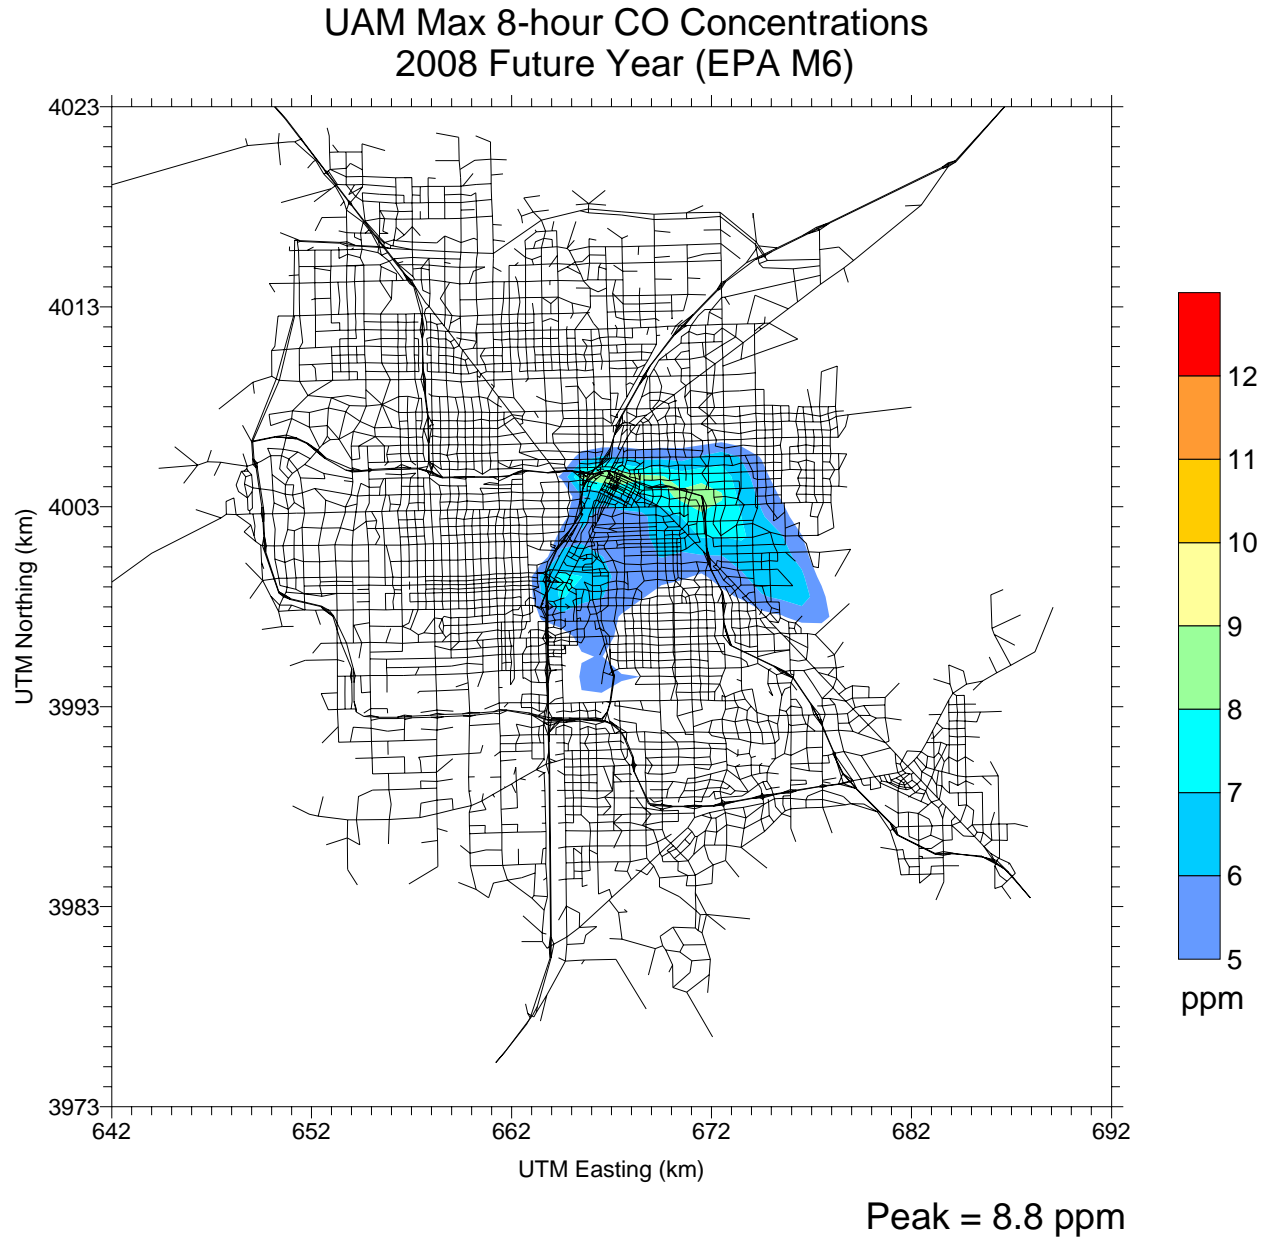 UAM Max 8-hour CO Concentrations
2008 Future Year (EPA M6)
4023
4013
4003
3993
3983
3973
UTM Northing (km)
642 652 662 672 682 692
UTM Easting (km)
12
11
10
9
8
7
6
5
ppm
Peak = 8.8 ppm